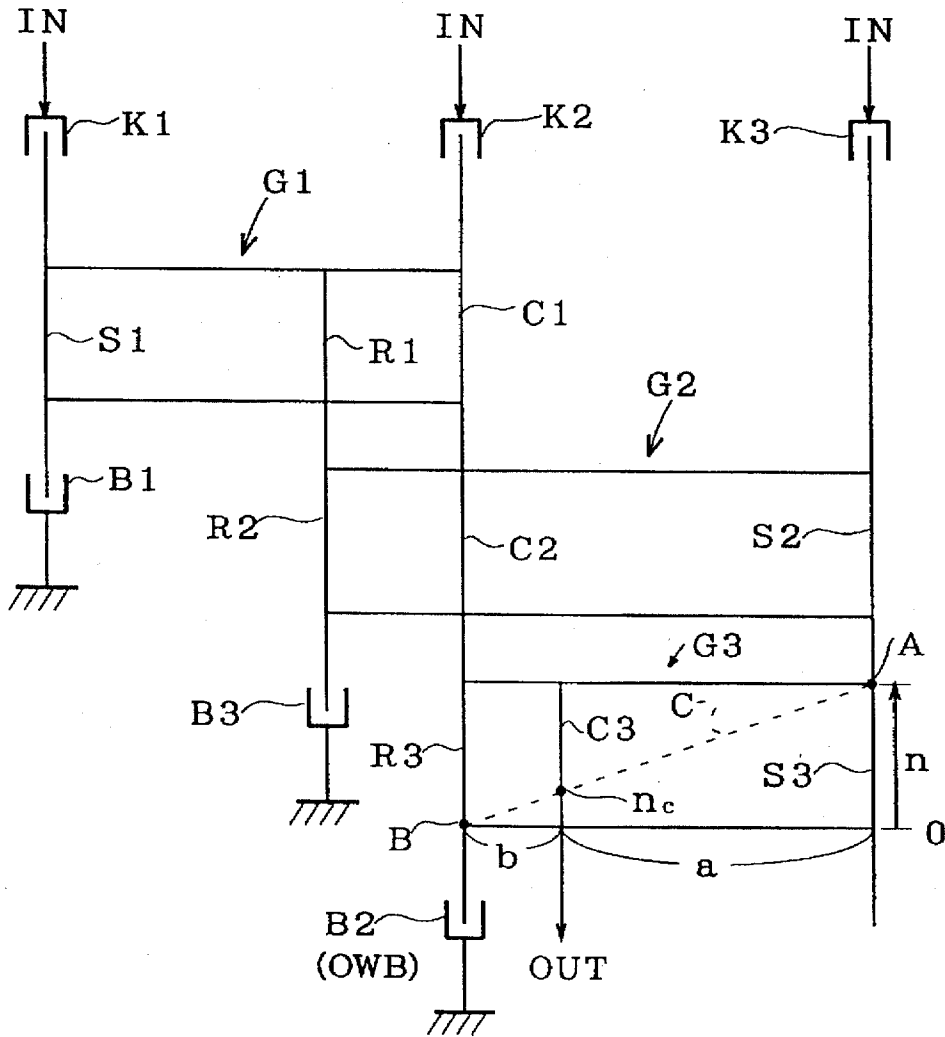 IN IN IN
K1 K2 K3
G1
S1 R1 C1
G2
B1 R2 C2 S2
G3 A
B3 R3 C3 C S3 n
nc
B b a 0
B2
(OWB) OUT